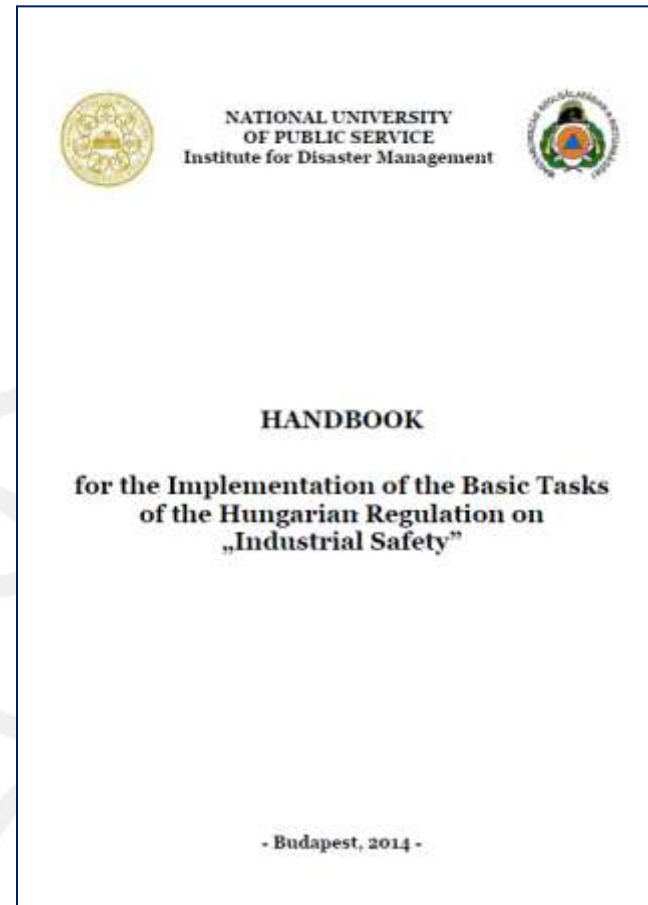 NATIONAL UNIVERSITY
OF PUBLIC SERVICE
Institute for Disaster Management
HANDBOOK
for the Implementation of the Basic Tasks
of the Hungarian Regulation on
„Industrial Safety”
- Budapest, 2014 -